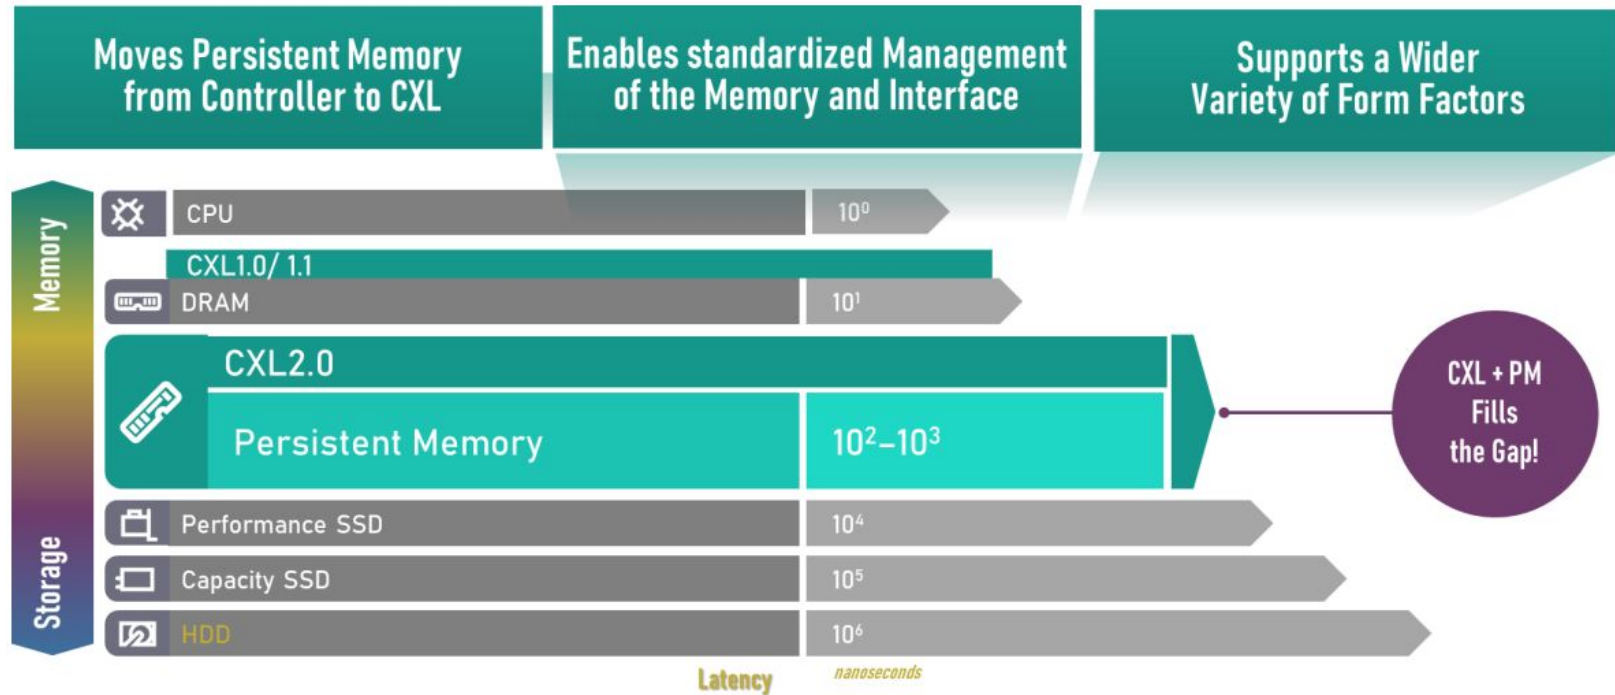 Moves Persistent Memory
from Controller to CXL
Enables standardized Management
of the Memory and Interface
Supports a Wider
Variety of Form Factors
Memory
Storage
CPU 10⁰
CXL1.0/ 1.1
DRAM 10¹
CXL2.0
Persistent Memory 10²–10³
CXL + PM
Fills
the Gap!
Performance SSD 10⁴
Capacity SSD 10⁵
HDD 10⁶
Latency nanoseconds